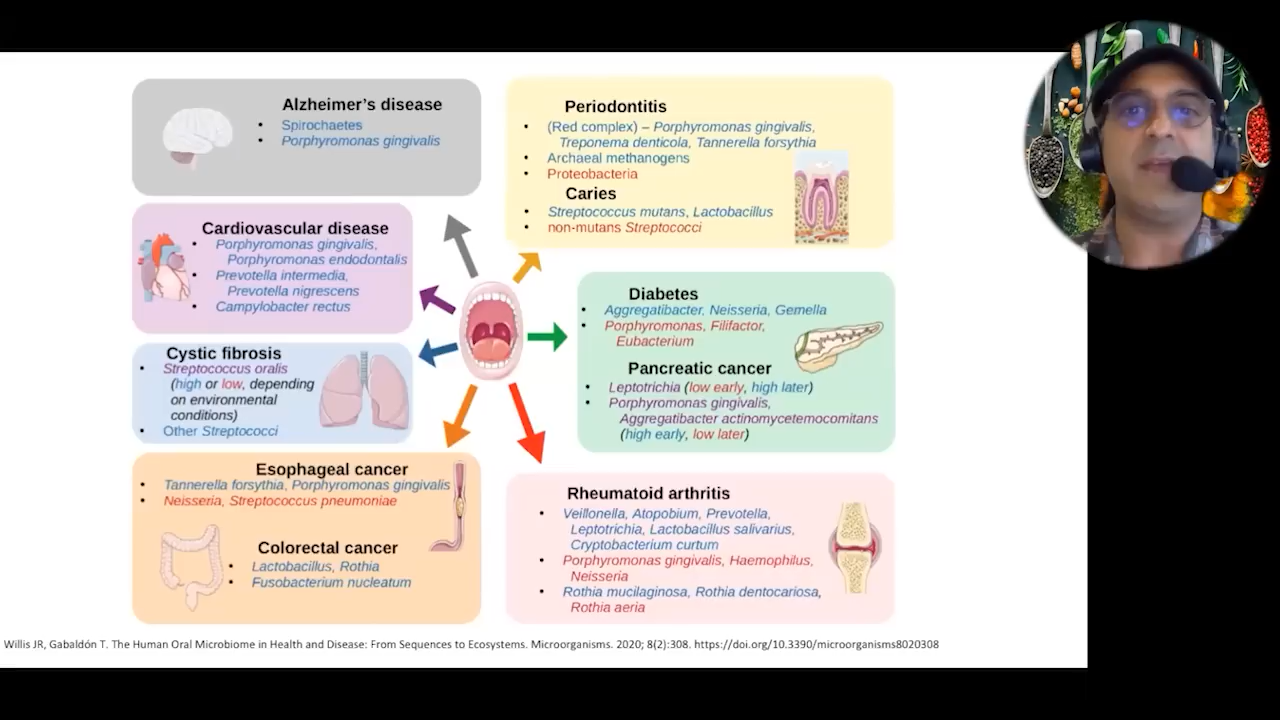 Alzheimer's disease
• Spirochaetes
• Porphyromonas gingivalis
Periodontitis
• (Red complex) – Porphyromonas gingivalis,
Treponema denticola, Tannerella forsythia
• Archaeal methanogens
• Proteobacteria
Caries
• Streptococcus mutans, Lactobacillus
• non-mutans Streptococci
Cardiovascular disease
• Porphyromonas gingivalis,
Porphyromonas endodontalis
• Prevotella intermedia,
Prevotella nigrescens
• Campylobacter rectus
Diabetes
• Aggregatibacter, Neisseria, Gemella
• Porphyromonas, Filifactor,
Eubacterium
Pancreatic cancer
• Leptotrichia (low early, high later)
• Porphyromonas gingivalis,
Aggregatibacter actinomycetemocomitans
(high early, low later)
Cystic fibrosis
• Streptococcus oralis
(high or low, depending
on environmental
conditions)
• Other Streptococci
Esophageal cancer
• Tannerella forsythia, Porphyromonas gingivalis
• Neisseria, Streptococcus pneumoniae
Colorectal cancer
• Lactobacillus, Rothia
• Fusobacterium nucleatum
Rheumatoid arthritis
• Veillonella, Atopobium, Prevotella,
Leptotrichia, Lactobacillus salivarius,
Cryptobacterium curtum
• Porphyromonas gingivalis, Haemophilus,
Neisseria
• Rothia mucilaginosa, Rothia dentocariosa,
Rothia aeria
Willis JR, Gabaldón T. The Human Oral Microbiome in Health and Disease: From Sequences to Ecosystems. Microorganisms. 2020; 8(2):308. https://doi.org/10.3390/microorganisms8020308